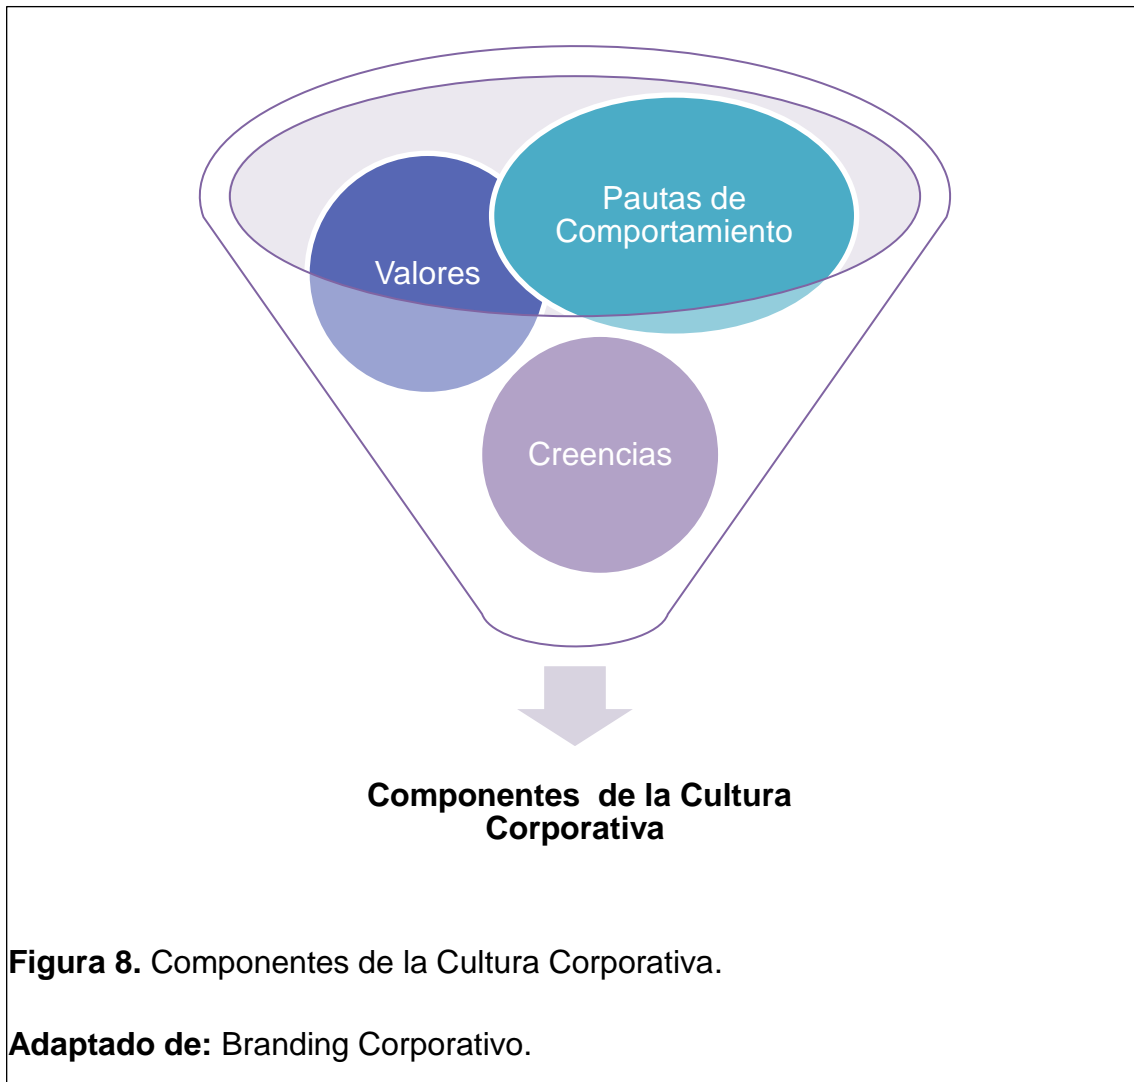 Pautas de
Comportamiento
Valores
Creencias
Componentes  de la Cultura
Corporativa
Figura 8. Componentes de la Cultura Corporativa.
Adaptado de: Branding Corporativo.